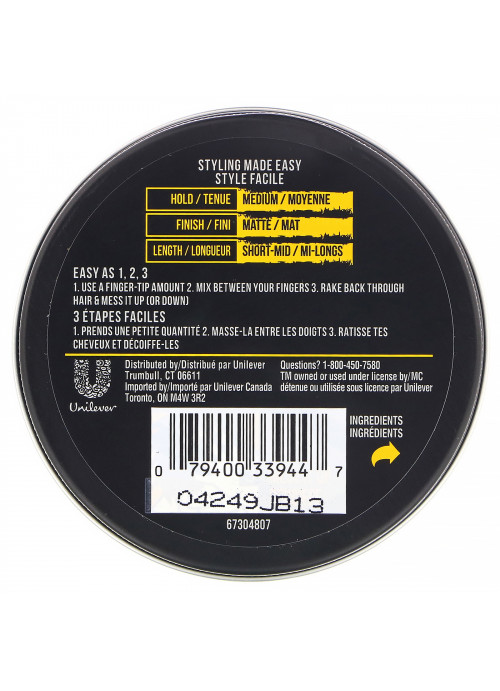 STYLING MADE EASY
STYLE FACILE
HOLD / TENUE MEDIUM / MOYENNE
FINISH / FINI MATTE / MAT
LENGTH / LONGUEUR SHORT-MID / MI-LONGS
EASY AS 1, 2, 3
1. USE A FINGER-TIP AMOUNT 2. MIX BETWEEN YOUR FINGERS 3. RAKE BACK THROUGH
HAIR & MESS IT UP (OR DOWN)
3 ÉTAPES FACILES
1. PRENDS UNE PETITE QUANTITÉ 2. MASSE-LA ENTRE LES DOIGTS 3. RATISSE TES
CHEVEUX ET DÉCOIFFE-LES
Unilever
Distributed by/Distribué par Unilever
Trumbull, CT 06611
Imported by/Importé par Unilever Canada
Toronto, ON M4W 3R2
Questions? 1-800-450-7580
TM owned or used under license by/MC
détenue ou utilisée sous licence par Unilever
INGREDIENTS
INGRÉDIENTS
0 79400 33944 7
04249JB13
67304807